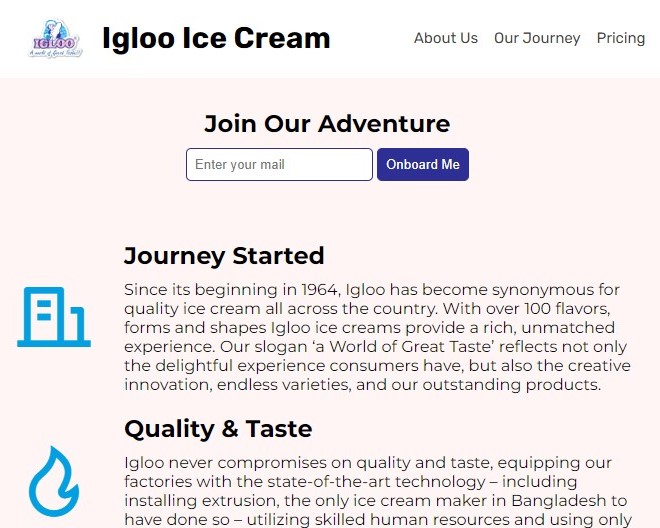 IGLOO
A world of Great Taste
Igloo Ice Cream
About Us
Our Journey
Pricing
Join Our Adventure
Enter your mail
Onboard Me
Journey Started
Since its beginning in 1964, Igloo has become synonymous for
quality ice cream all across the country. With over 100 flavors,
forms and shapes Igloo ice creams provide a rich, unmatched
experience. Our slogan ‘a World of Great Taste’ reflects not only
the delightful experience consumers have, but also the creative
innovation, endless varieties, and our outstanding products.
Quality & Taste
Igloo never compromises on quality and taste, equipping our
factories with the state-of-the-art technology – including
installing extrusion, the only ice cream maker in Bangladesh to
have done so – utilizing skilled human resources and using only